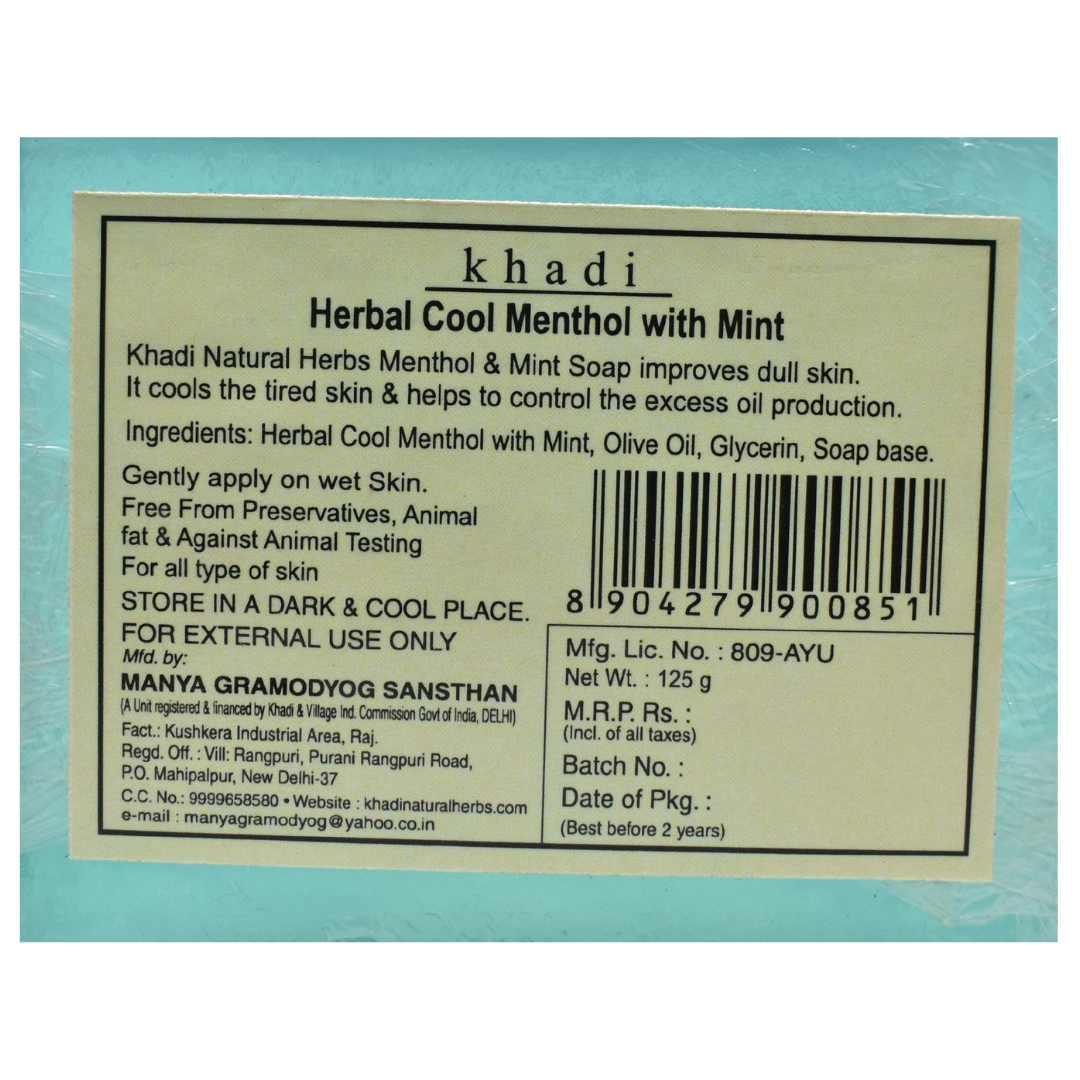 khadi
Herbal Cool Menthol with Mint
Khadi Natural Herbs Menthol & Mint Soap improves dull skin.
It cools the tired skin & helps to control the excess oil production.
Ingredients: Herbal Cool Menthol with Mint, Olive Oil, Glycerin, Soap base.
Gently apply on wet Skin.
Free From Preservatives, Animal
fat & Against Animal Testing
For all type of skin
STORE IN A DARK & COOL PLACE.
FOR EXTERNAL USE ONLY
Mfd. by:
MANYA GRAMODYOG SANSTHAN
(A Unit registered & financed by Khadi & Village Ind. Commission Govt of India, DELHI)
Fact.: Kushkera Industrial Area, Raj.
Regd. Off. : Vill: Rangpuri, Purani Rangpuri Road,
P.O. Mahipalpur, New Delhi-37
C.C. No.: 9999658580 • Website : khadinaturalherbs.com
e-mail : manyagramodyog@yahoo.co.in
8 904279 900851
Mfg. Lic. No. : 809-AYU
Net Wt. : 125 g
M.R.P. Rs. :
(Incl. of all taxes)
Batch No. :
Date of Pkg. :
(Best before 2 years)